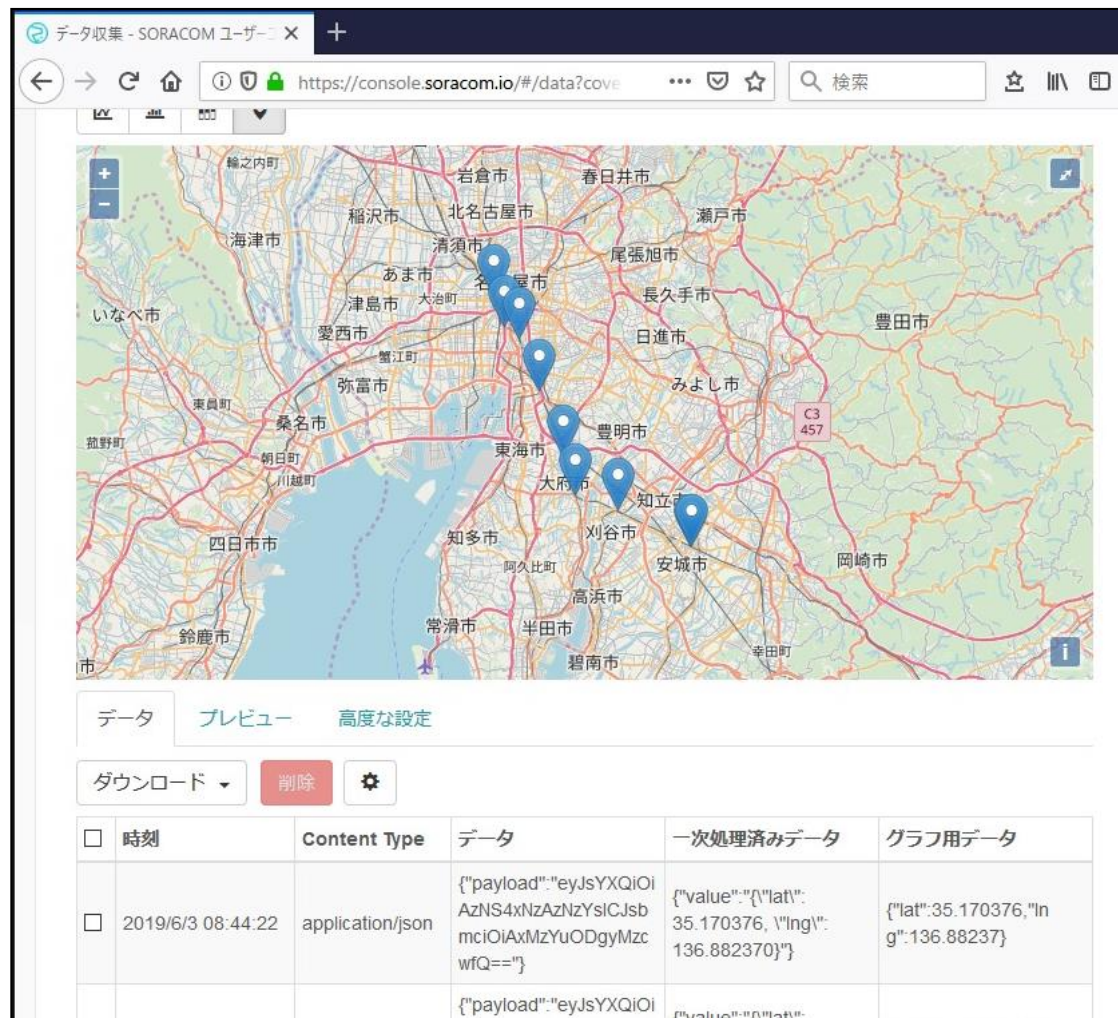 データ収集 - SORACOM ユーザーコ
https://console.soracom.io/#/data?cove
検索
輪之内町
岩倉市
春日井市
稲沢市
北名古屋市
瀬戸市
海津市
清須市
尾張旭市
あま市
名
屋市
津島市
大治町
長久手市
いなべ市
愛西市
日進市
豊田市
蟹江町
弥富市
みよし市
東員町
桑名市
C3
457
菰野町
朝日町
東海市
豊明市
川越町
大府市
知立市
四日市市
知多市
刈谷市
阿久比町
安城市
岡崎市
高浜市
鈴鹿市
常滑市
半田市
幸田町
碧南市
市
データ
プレビュー
高度な設定
ダウンロード
削除
時刻 Content Type データ 一次処理済みデータ グラフ用データ
2019/6/3 08:44:22
application/json
{"payload":"eyJsYXQiOi
AzNS4xNzAzNzYsICJsb
mciOiAxMzYuODgyMzc
wfQ=="}
{"value":"{\"lat\":
35.170376, \"lng\":
136.882370}"}
{"lat":35.170376,"ln
g":136.88237}
{"payload":"eyJsYXQiOi
{"value":"{\"lat\":